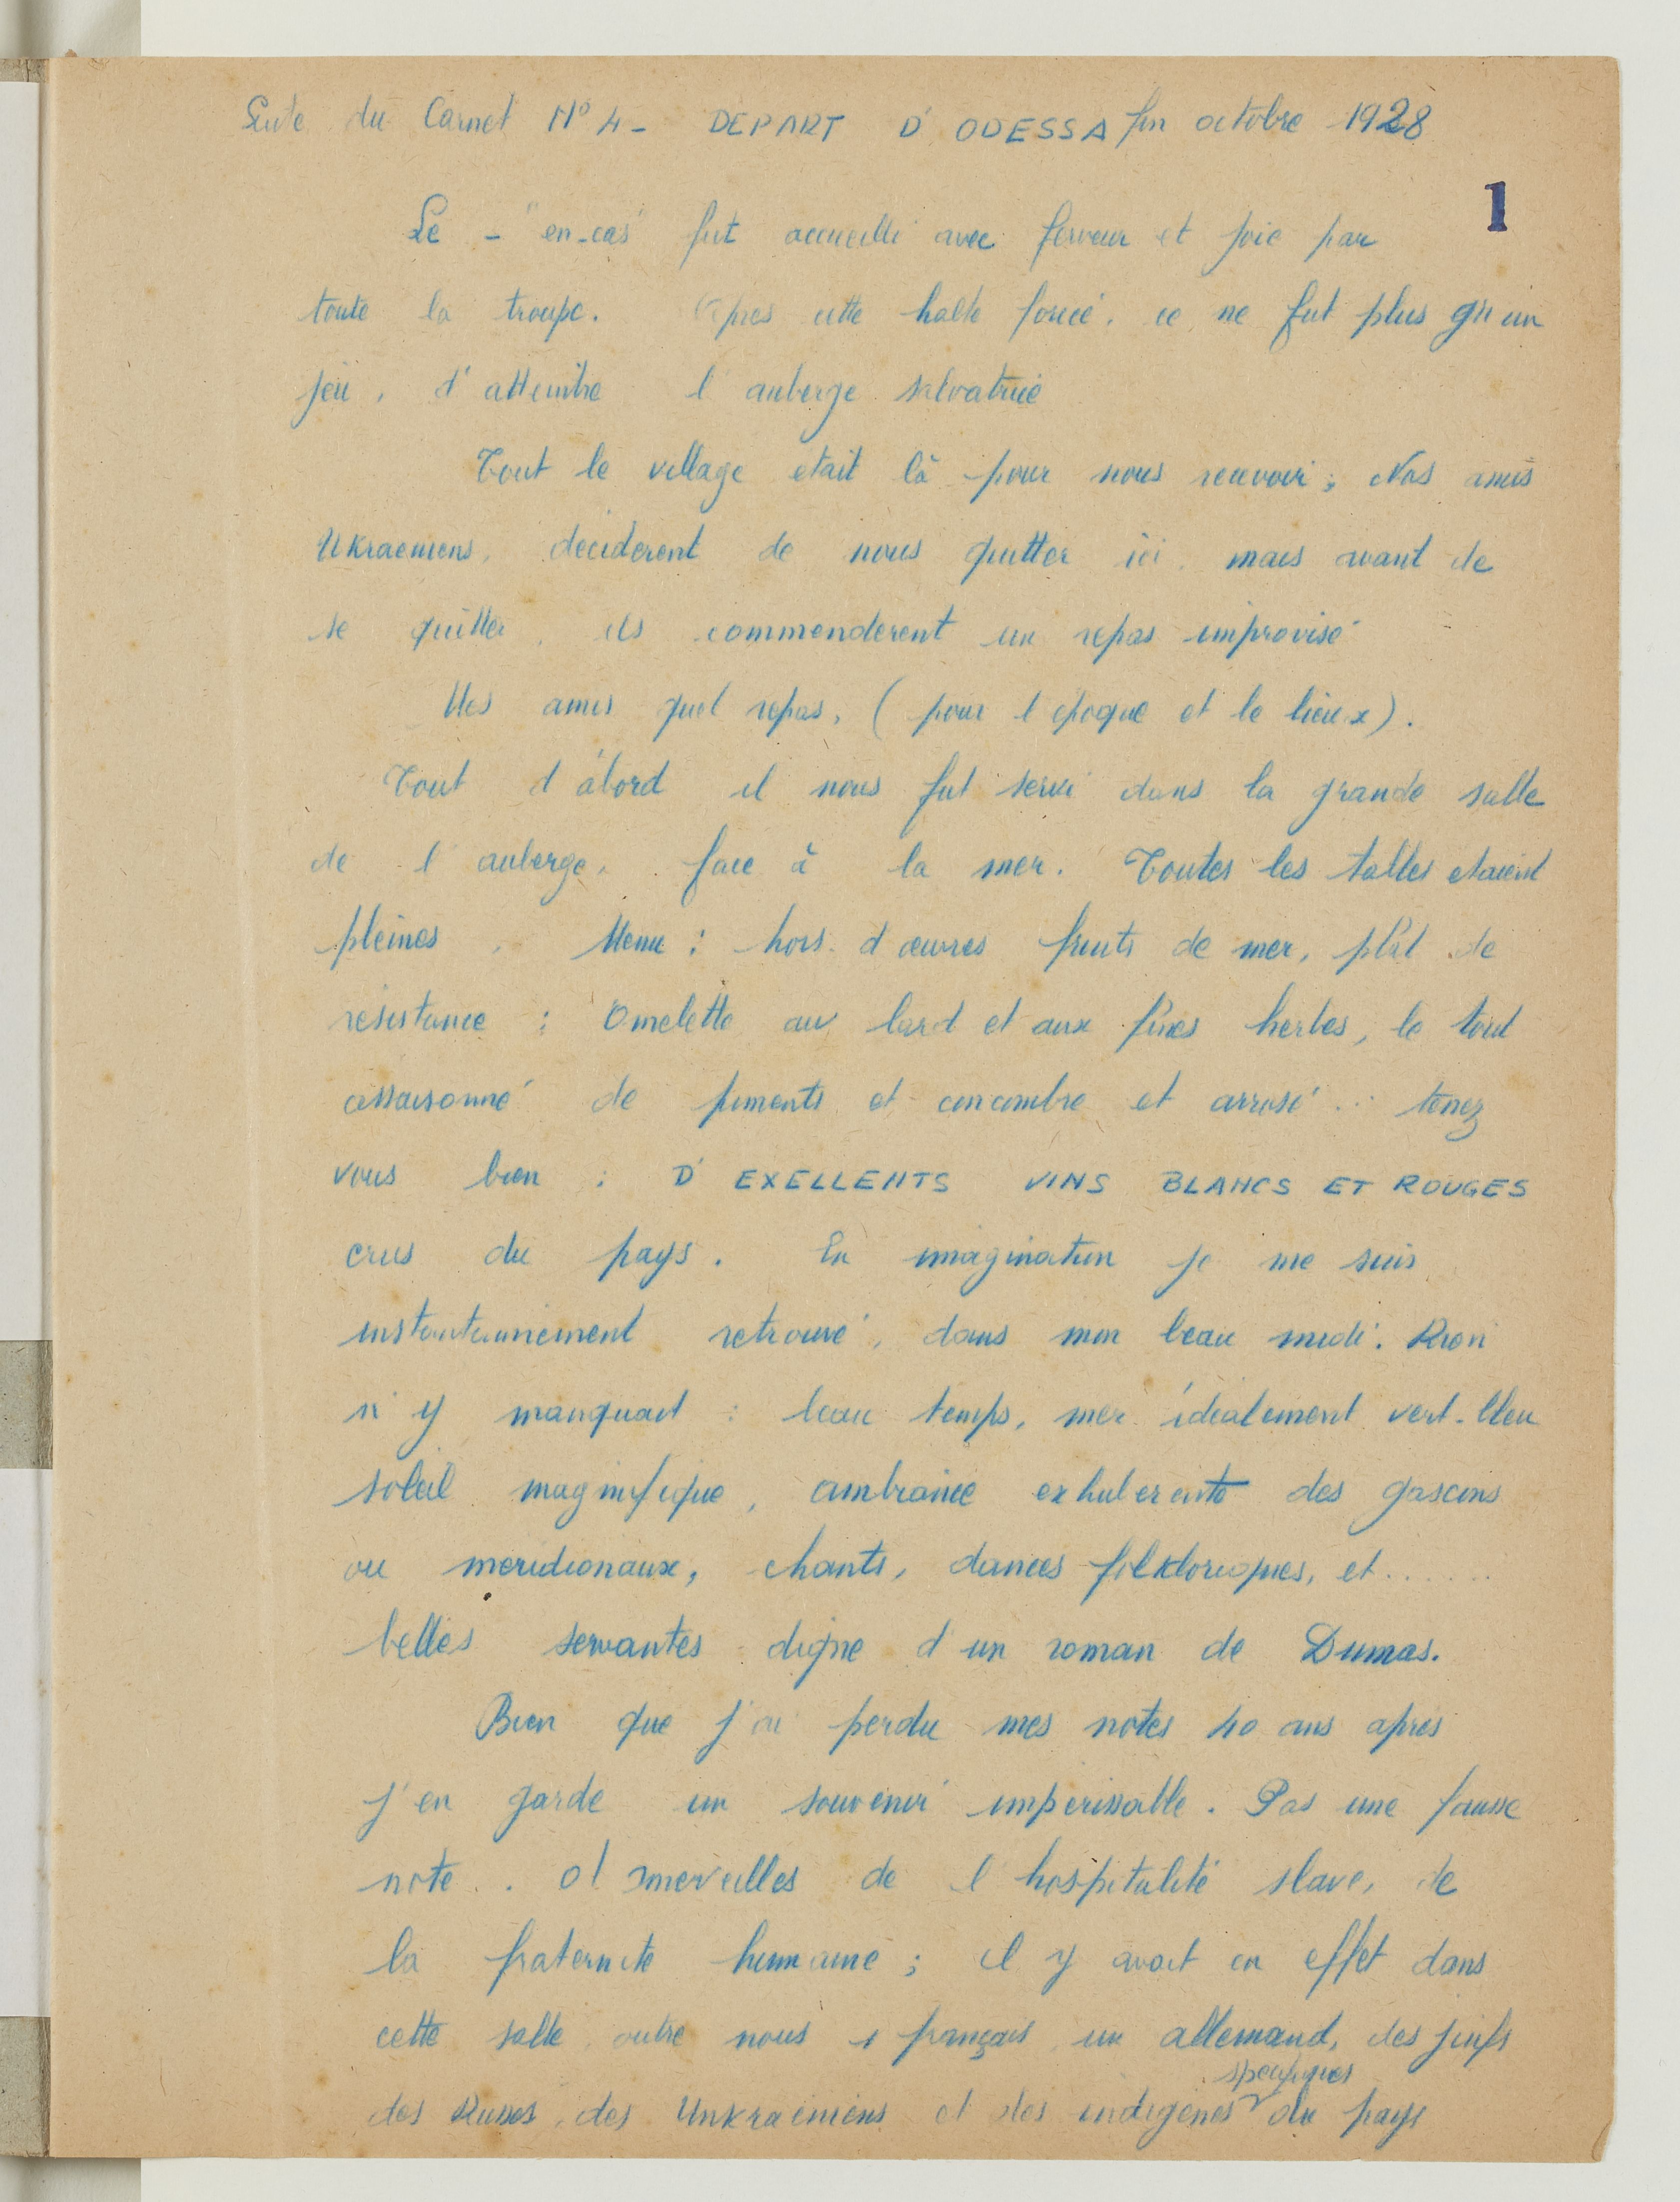 Suite du Carnet N° 4 - DEPART D'ODESSA fin octobre 1928
1
Le - "en-cas" fut accueilli avec ferveur et joie par
toute la troupe. Après cette halte forcé, ce ne fut plus qu'un
jeu, d'atteintre l'auberge salvatrice
Tout le village etait là pour nous recevoir; Nos amis
Ukraeniens, deciderent de nous quitter ici, mais avant de
se quitter, ils commenderent un repas improvisé
Mes amis quel repas, (pour l'epoque et le lieux).
Tout d'abord il nous fut servi dans la grande salle
de l'auberge, face à la mer. Toutes les tables etaient
pleines. Menu : hors d'œuvres fruits de mer, plât de
résistance : Omelette au lard et aux fines herbes, le tout
assaisonné de piments et concombre et arrosé ... tenez
vous bien : D'EXELLENTS VINS BLANCS ET ROUGES
crus du pays. En imagination je me suis
instantannément retrouvé, dans mon beau midi. Rien
n'y manquait : beau temps, mer idéalement vert-bleu
soleil magnifique, ambiance exhuberante des gascons
ou meridionaux, chants, dances folkloriques, et ......
belles servantes digne d'un roman de Dumas.
Bien que j'ai perdu mes notes 40 ans apres
j'en garde un souvenir imperissable. Pas une fausse
note. O! merveilles de l'hospitalité slave, de
la fraternité humaine ; il y avait en effet dans
cette salle, outre nous 1 français, un allemand, des juifs
specifiques
des Russes, des Unkraeniens et des indigènes du pays